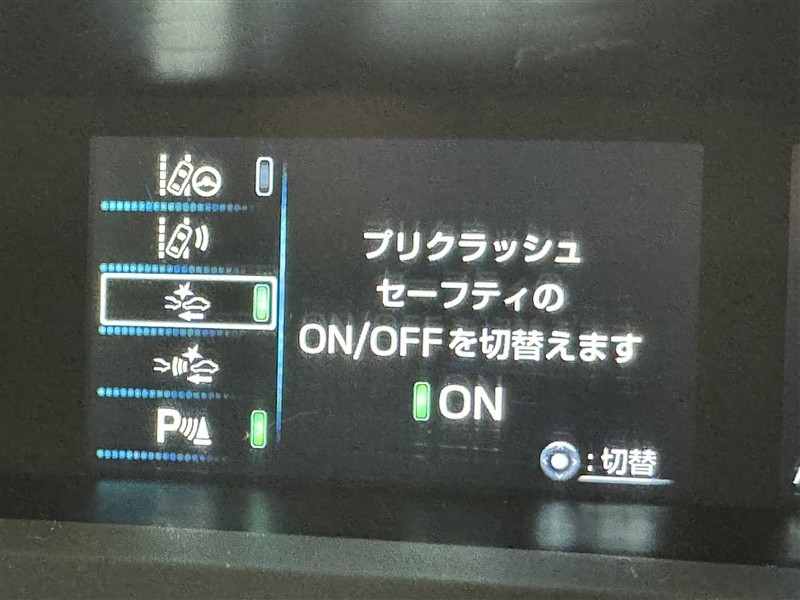 プリクラッシュ
セーフティの
ON/OFFを切替えます
ON
P
:切替